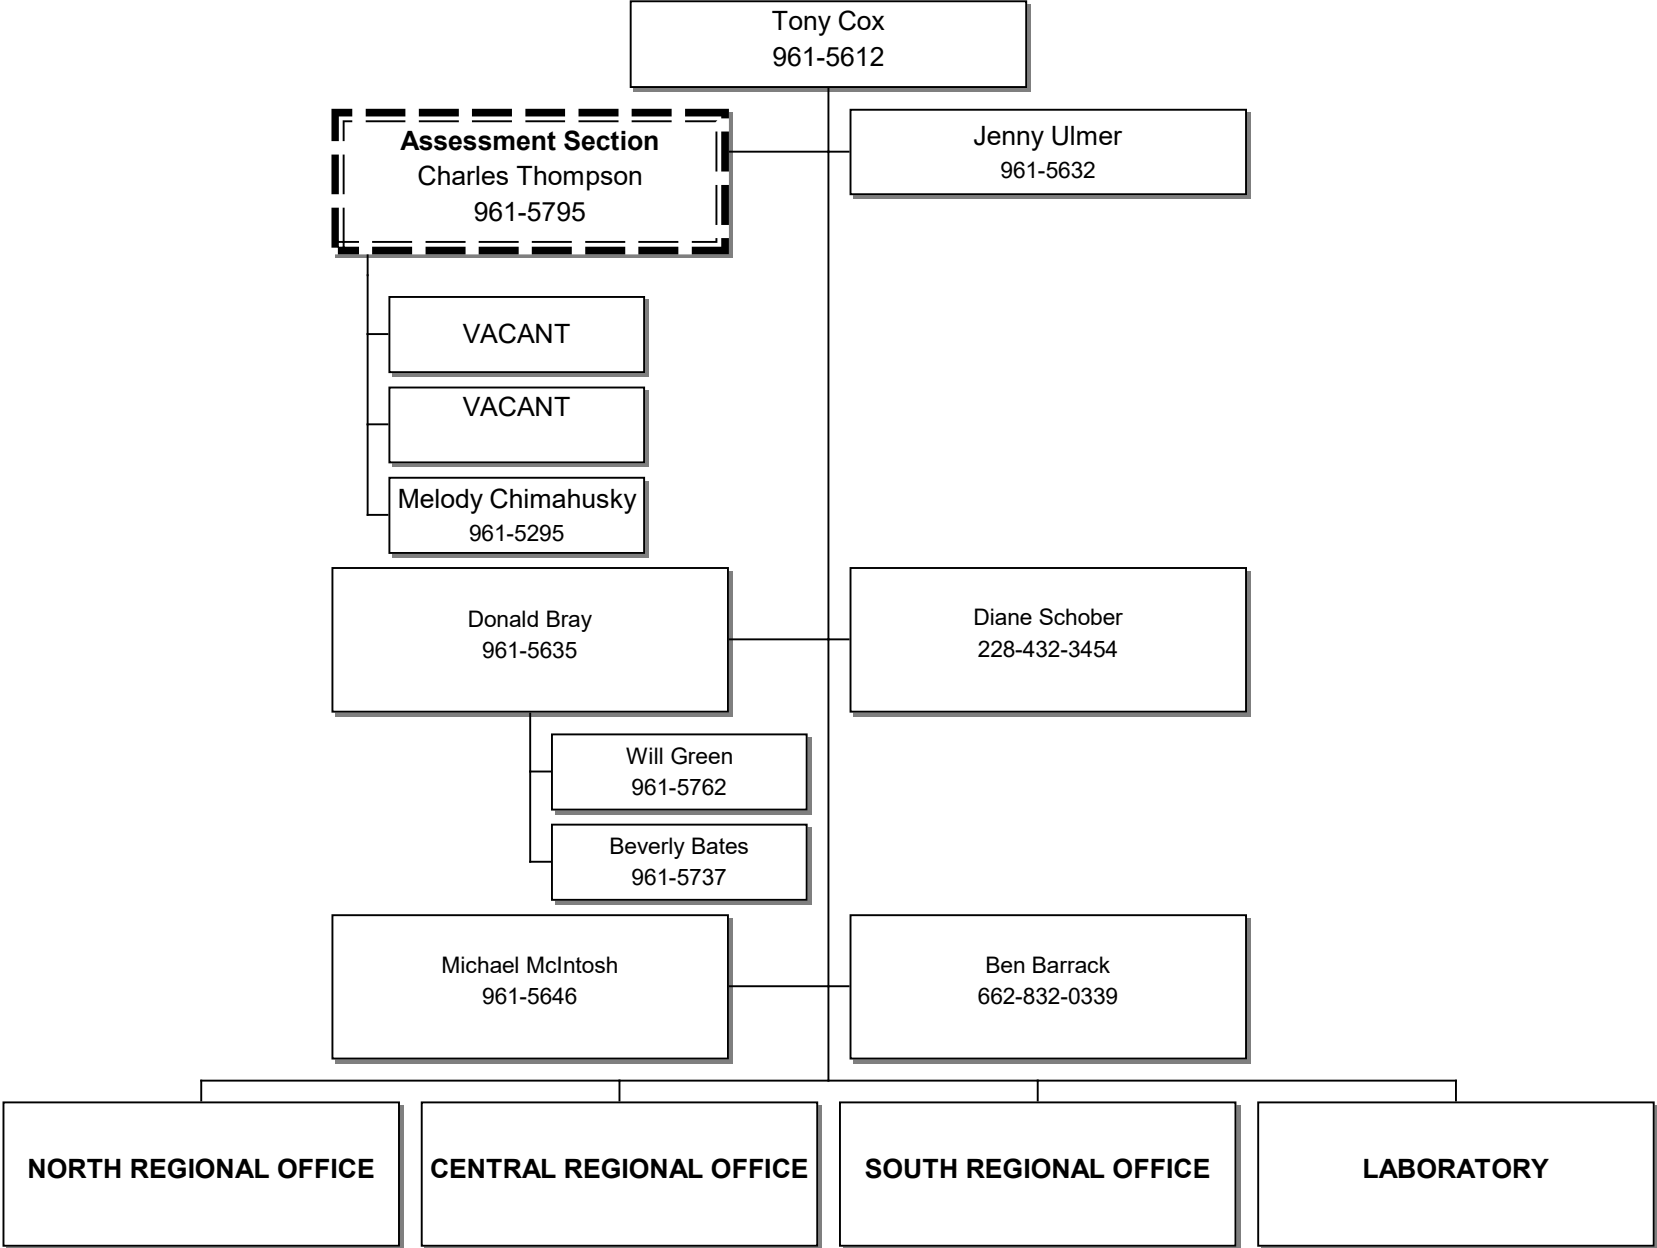 Tony Cox
961-5612
Assessment Section
Charles Thompson
961-5795
Jenny Ulmer
961-5632
VACANT
VACANT
Melody Chimahusky
961-5295
Donald Bray
961-5635
Diane Schober
228-432-3454
Will Green
961-5762
Beverly Bates
961-5737
Michael McIntosh
961-5646
Ben Barrack
662-832-0339
NORTH REGIONAL OFFICE
CENTRAL REGIONAL OFFICE
SOUTH REGIONAL OFFICE
LABORATORY